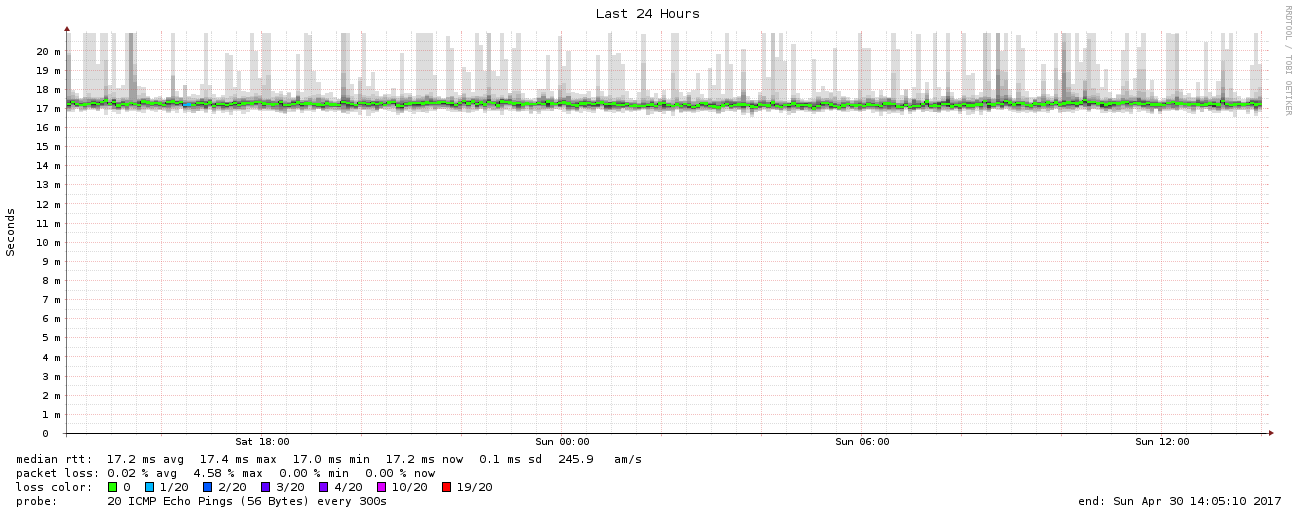 Last 24 Hours
RRDTOOL / TOBI OETIKER
Seconds
20 m
19 m
18 m
17 m
16 m
15 m
14 m
13 m
12 m
11 m
10 m
9 m
8 m
7 m
6 m
5 m
4 m
3 m
2 m
1 m
0
Sat 18:00 Sun 00:00 Sun 06:00 Sun 12:00
median rtt: 17.2 ms avg 17.4 ms max 17.0 ms min 17.2 ms now 0.1 ms sd 245.9 am/s
packet loss: 0.02 % avg 4.58 % max 0.00 % min 0.00 % now
loss color: 0 1/20 2/20 3/20 4/20 10/20 19/20
probe: 20 ICMP Echo Pings (56 Bytes) every 300s end: Sun Apr 30 14:05:10 2017